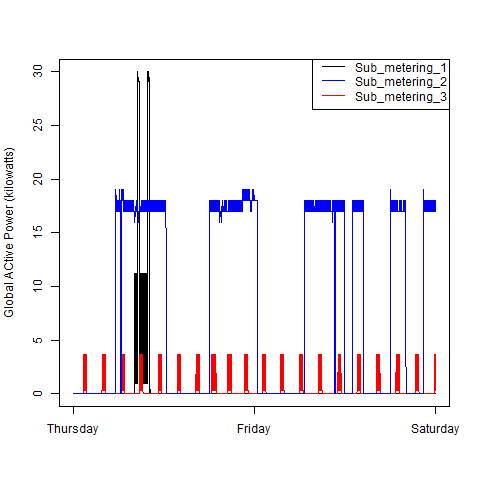 Sub_metering_1
Sub_metering_2
Sub_metering_3
Global ACtive Power (kilowatts)
30
25
20
15
10
5
0
Thursday Friday Saturday